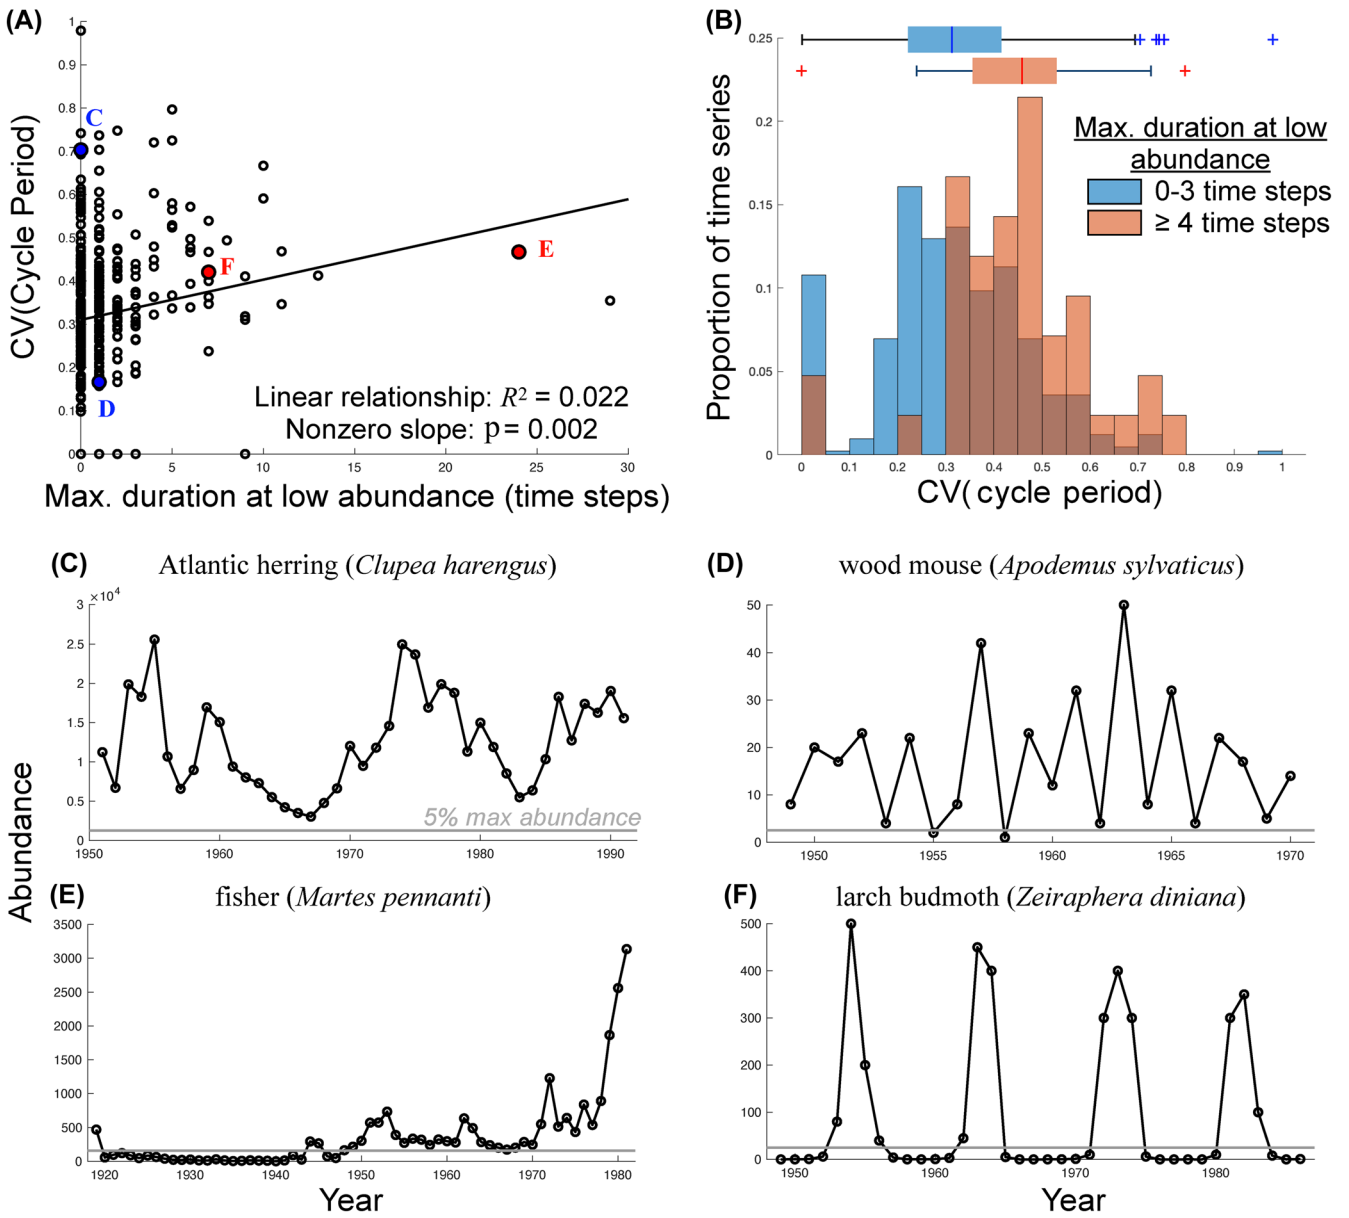 (A)
CV(Cycle Period)
1
0.9
0.8
0.7
0.6
0.5
0.4
0.3
0.2
0.1
0
C
D
E
F
Linear relationship: R² = 0.022
Nonzero slope: p = 0.002
0 5 10 15 20 25 30
Max. duration at low abundance (time steps)
(B)
Proportion of time series
0.25
0.2
0.15
0.1
0.05
0
Max. duration at low
abundance
0-3 time steps
≥ 4 time steps
0 0.1 0.2 0.3 0.4 0.5 0.6 0.7 0.8 0.9 1
CV( cycle period)
Abundance
(C) Atlantic herring (Clupea harengus)
×10⁴
3
2.5
2
1.5
1
0.5
0
5% max abundance
1950 1960 1970 1980 1990
(D) wood mouse (Apodemus sylvaticus)
50
40
30
20
10
0
1950 1955 1960 1965 1970
(E) fisher (Martes pennanti)
3500
3000
2500
2000
1500
1000
500
0
1920 1930 1940 1950 1960 1970 1980
Year
(F) larch budmoth (Zeiraphera diniana)
500
400
300
200
100
0
1950 1960 1970 1980
Year